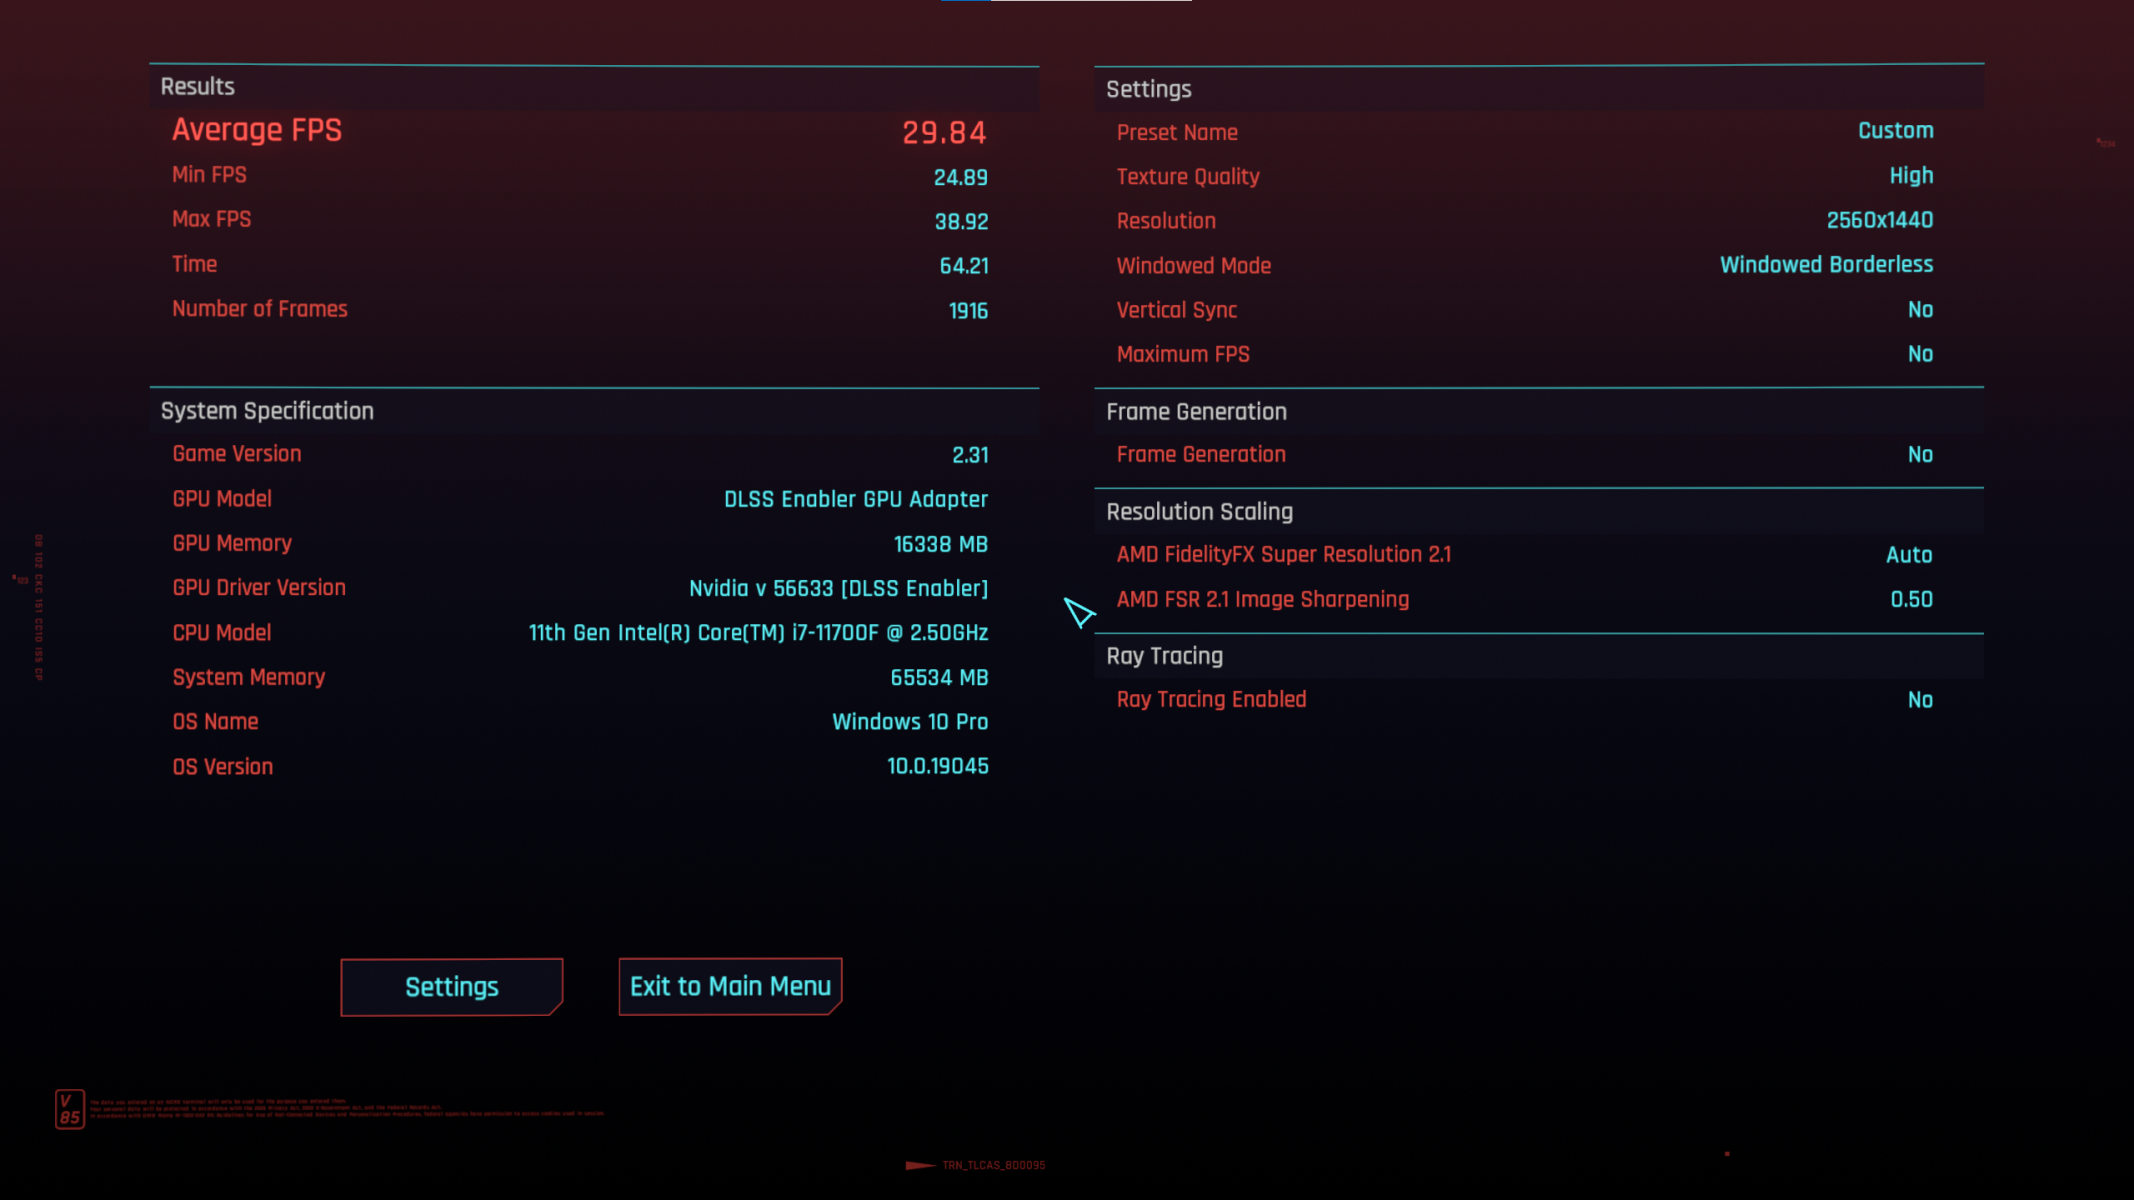 Results
Average FPS 29.84
Min FPS 24.89
Max FPS 38.92
Time 64.21
Number of Frames 1916
System Specification
Game Version 2.31
GPU Model DLSS Enabler GPU Adapter
GPU Memory 16338 MB
GPU Driver Version Nvidia v 56633 [DLSS Enabler]
CPU Model 11th Gen Intel(R) Core(TM) i7-11700F @ 2.50GHz
System Memory 65534 MB
OS Name Windows 10 Pro
OS Version 10.0.19045
Settings
Preset Name Custom
Texture Quality High
Resolution 2560x1440
Windowed Mode Windowed Borderless
Vertical Sync No
Maximum FPS No
Frame Generation
Frame Generation No
Resolution Scaling
AMD FidelityFX Super Resolution 2.1 Auto
AMD FSR 2.1 Image Sharpening 0.50
Ray Tracing
Ray Tracing Enabled No
Settings
Exit to Main Menu
V
85
TRN_TLCAS_800095